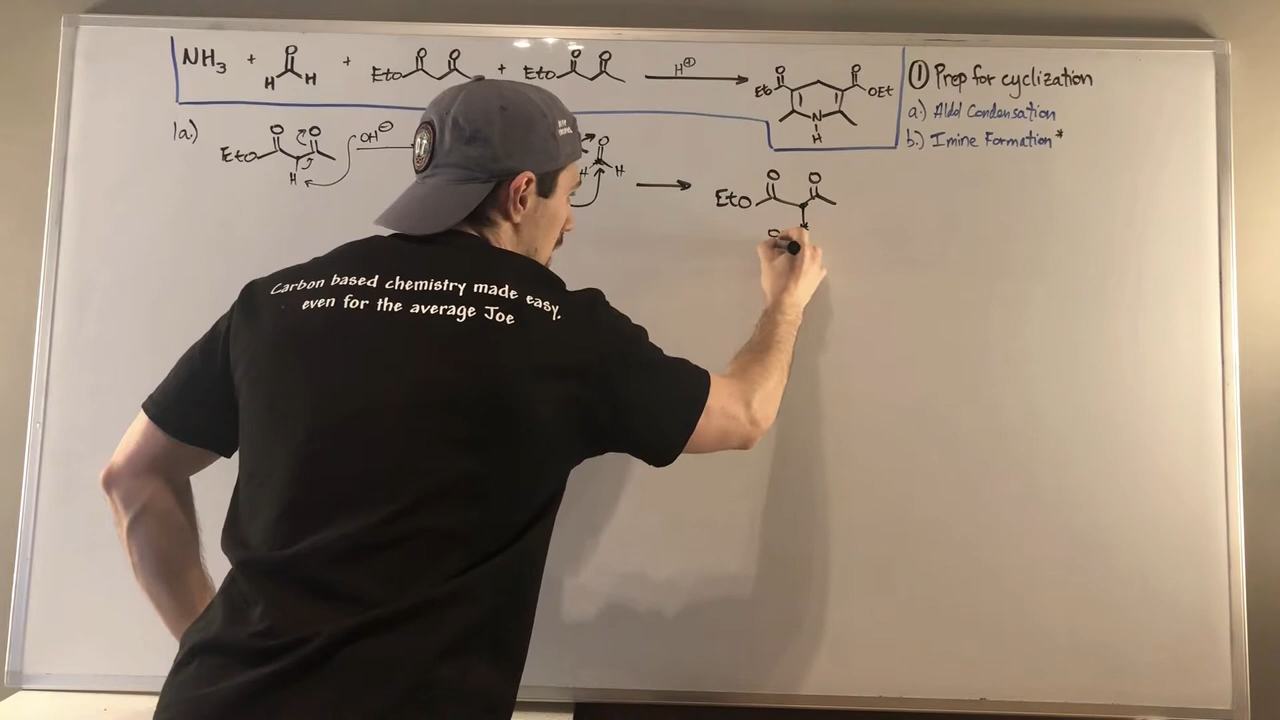 NH₃ + O H H + EtO O O + EtO O O H⊕ O EtO O OEt N H
① Prep for cyclization
a.) Aldol Condensation
b.) Imine Formation*
1a.) EtO O O H OH⊖ O H H EtO O O
O
Carbon based chemistry made easy,
even for the average Joe